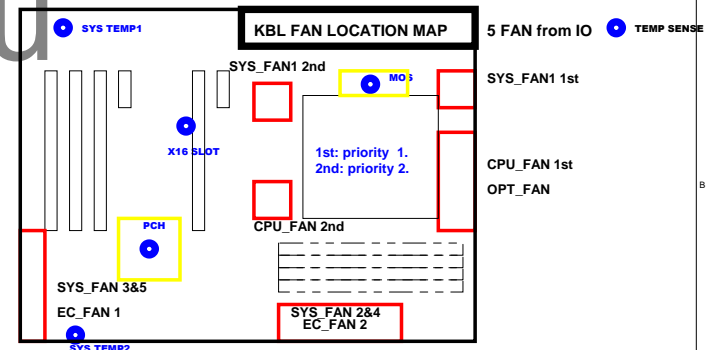 u
SYS TEMP1
KBL FAN LOCATION MAP
5 FAN from IO
TEMP SENSE
SYS_FAN1 2nd
MOS
SYS_FAN1 1st
X16 SLOT
1st: priority 1.
2nd: priority 2.
CPU_FAN 1st
OPT_FAN
B
PCH
CPU_FAN 2nd
SYS_FAN 3&5
EC_FAN 1
SYS_FAN 2&4
EC_FAN 2
SYS TEMP2